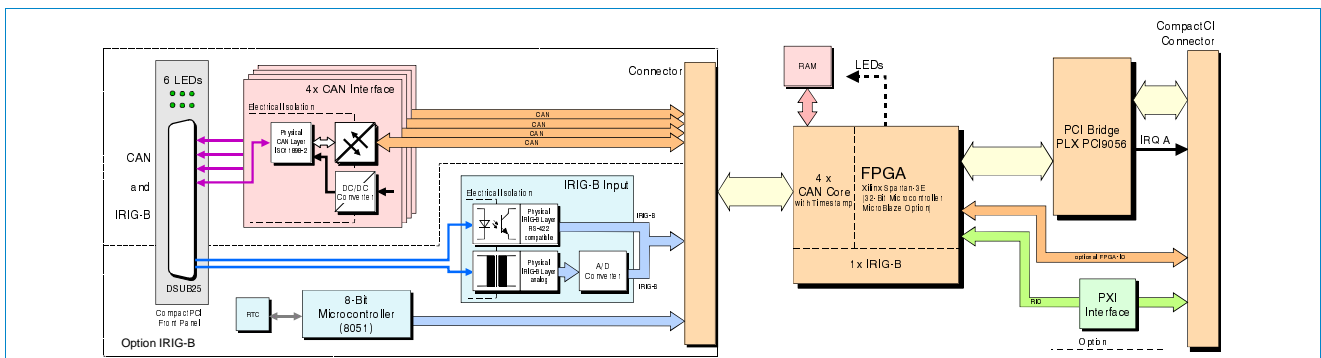 CompactCI
Connector
6 LEDs
4x CAN Interface
Electrical Isolation
Physical
CAN Layer
ISO11898-2
DC/DC
Converter
CAN
CAN
CAN
CAN
Connector
RAM
LEDs
PCI Bridge
PLX PCI9056
IRQ A
CAN
and
IRIG-B
4 x
CAN Core
with Timestamp
FPGA
Xilinx Spartan-3E
(32-Bit Microcontroller
MicroBlaze Option)
1x IRIG-B
IRIG-B Input
Electrical Isolation
Physical
IRIG-B Layer
RS-422
compatible
IRIG-B
Physical
IRIG-B Layer
analog
A/D
Converter
IRIG-B
optional FPGA-IO
RIO
PXI
Interface
Option
DSUB25
CompactPCI
Front Panel
RTC
8-Bit
Microcontroller
(8051)
Option IRIG-B